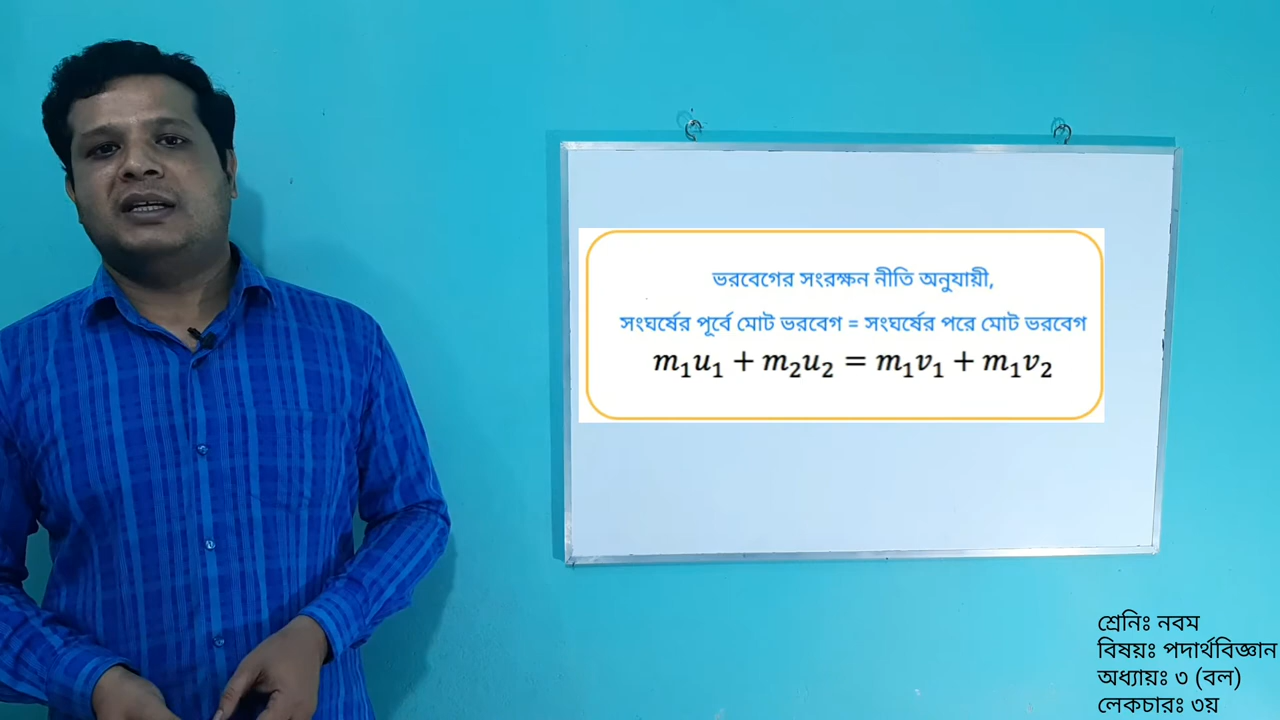 ভরবেগের সংরক্ষন নীতি অনুযায়ী,
সংঘর্ষের পূর্বে মোট ভরবেগ = সংঘর্ষের পরে মোট ভরবেগ
m₁u₁ + m₂u₂ = m₁v₁ + m₁v₂
শ্রেনিঃ নবম
বিষয়ঃ পদার্থবিজ্ঞান
অধ্যায়ঃ ৩ (বল)
লেকচারঃ ৩য়